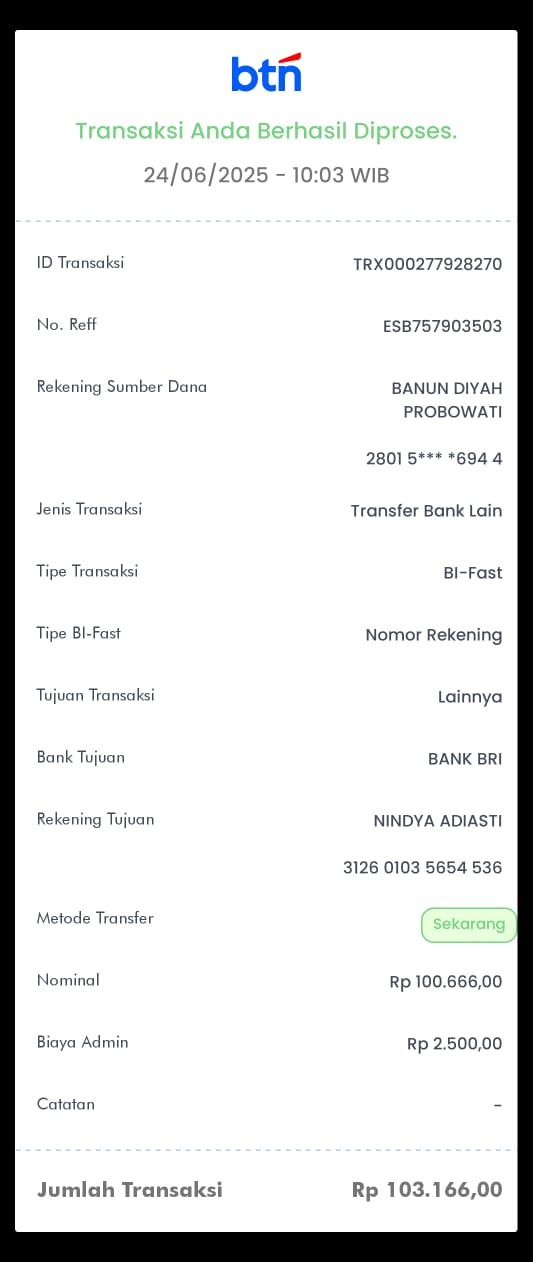 btn
Transaksi Anda Berhasil Diproses.
24/06/2025 - 10:03 WIB
ID Transaksi TRX000277928270
No. Reff ESB757903503
Rekening Sumber Dana BANUN DIYAH
PROBOWATI
2801 5*** *694 4
Jenis Transaksi Transfer Bank Lain
Tipe Transaksi BI-Fast
Tipe BI-Fast Nomor Rekening
Tujuan Transaksi Lainnya
Bank Tujuan BANK BRI
Rekening Tujuan NINDYA ADIASTI
3126 0103 5654 536
Metode Transfer Sekarang
Nominal Rp 100.666,00
Biaya Admin Rp 2.500,00
Catatan -
Jumlah Transaksi Rp 103.166,00